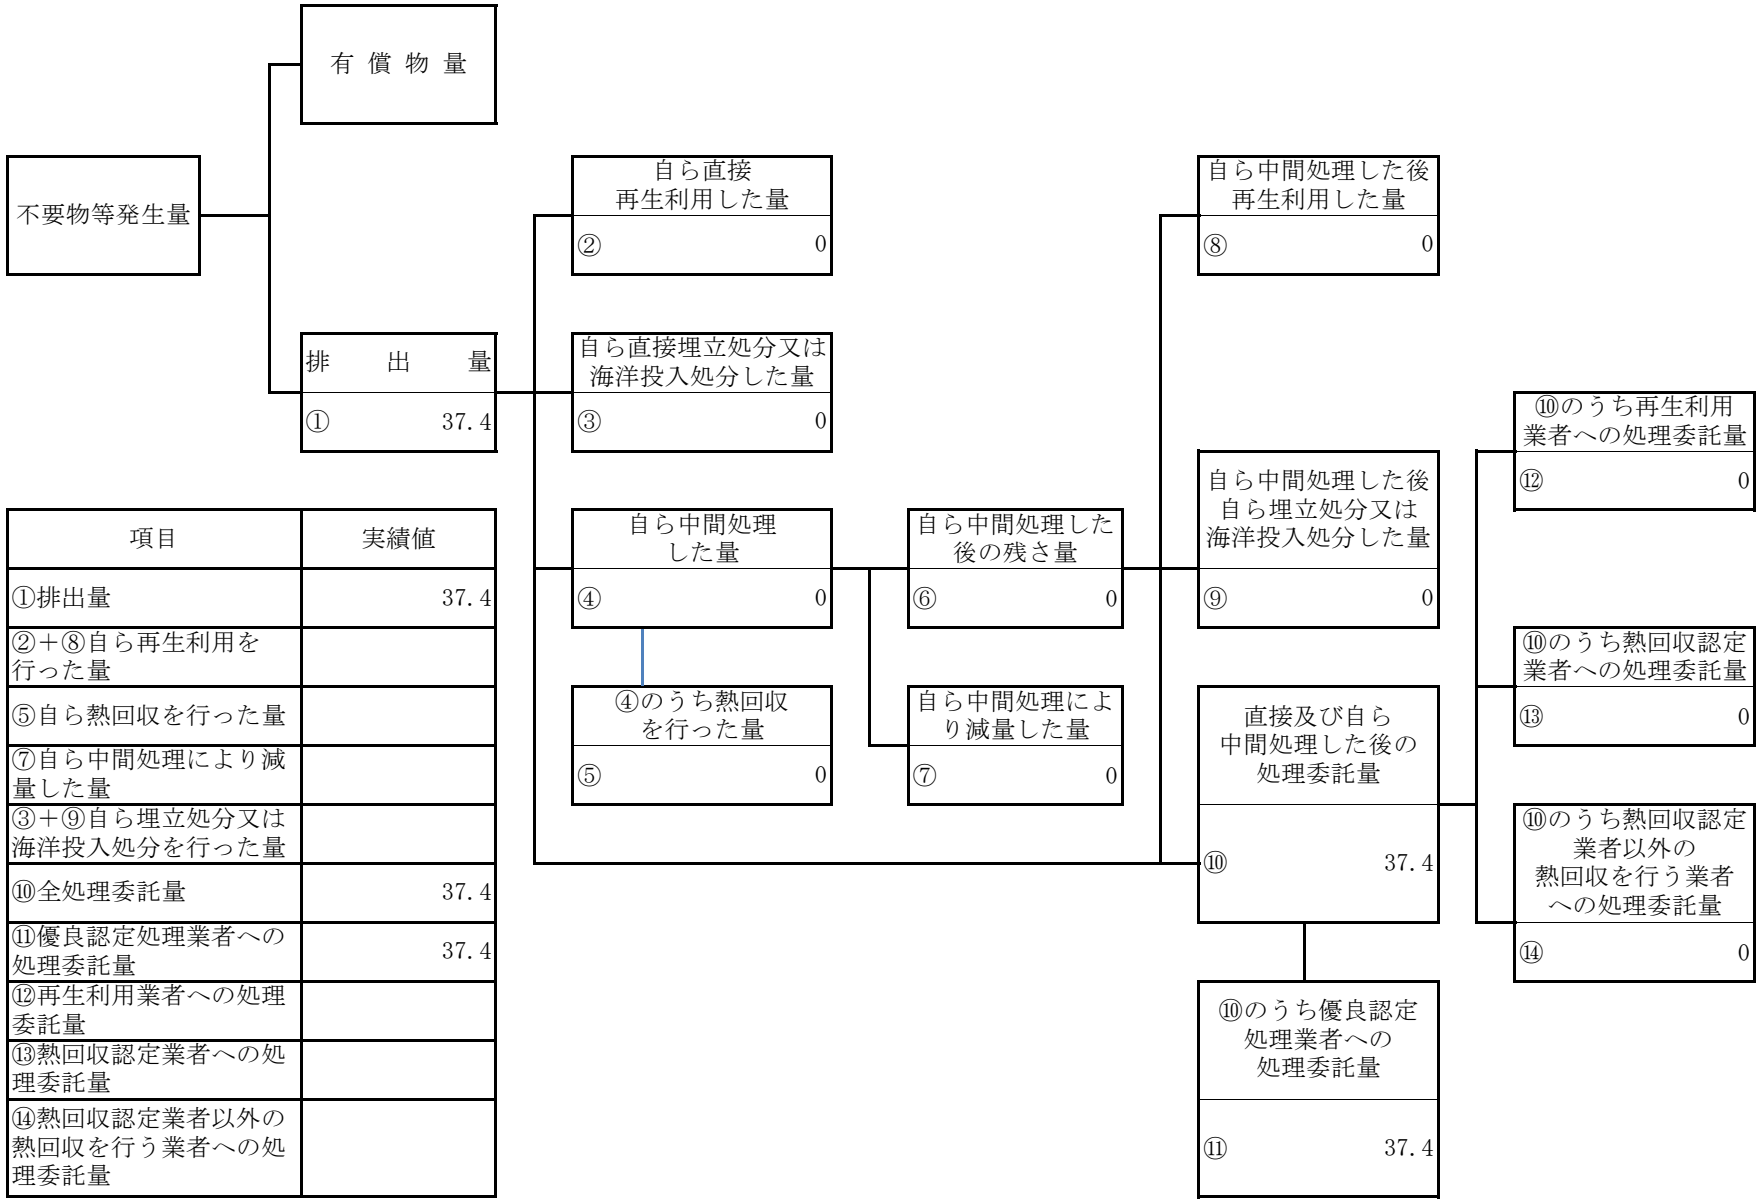 有 償 物 量
不要物等発生量
自ら直接
再生利用した量
② 0
自ら中間処理した後
再生利用した量
⑧ 0
排 出 量
① 37.4
自ら直接埋立処分又は
海洋投入処分した量
③ 0
⑩のうち再生利用
業者への処理委託量
⑫ 0
自ら中間処理した後
自ら埋立処分又は
海洋投入処分した量
⑨ 0
自ら中間処理
した量
④ 0
自ら中間処理した
後の残さ量
⑥ 0
⑩のうち熱回収認定
業者への処理委託量
⑬ 0
④のうち熱回収
を行った量
⑤ 0
自ら中間処理によ
り減量した量
⑦ 0
直接及び自ら
中間処理した後の
処理委託量
⑩ 37.4
⑩のうち熱回収認定
業者以外の
熱回収を行う業者
への処理委託量
⑭ 0
⑩のうち優良認定
処理業者への
処理委託量
⑪ 37.4
項目 実績値
①排出量 37.4
②＋⑧自ら再生利用を
行った量
⑤自ら熱回収を行った量
⑦自ら中間処理により減
量した量
③＋⑨自ら埋立処分又は
海洋投入処分を行った量
⑩全処理委託量 37.4
⑪優良認定処理業者への
処理委託量 37.4
⑫再生利用業者への処理
委託量
⑬熱回収認定業者への処
理委託量
⑭熱回収認定業者以外の
熱回収を行う業者への処
理委託量